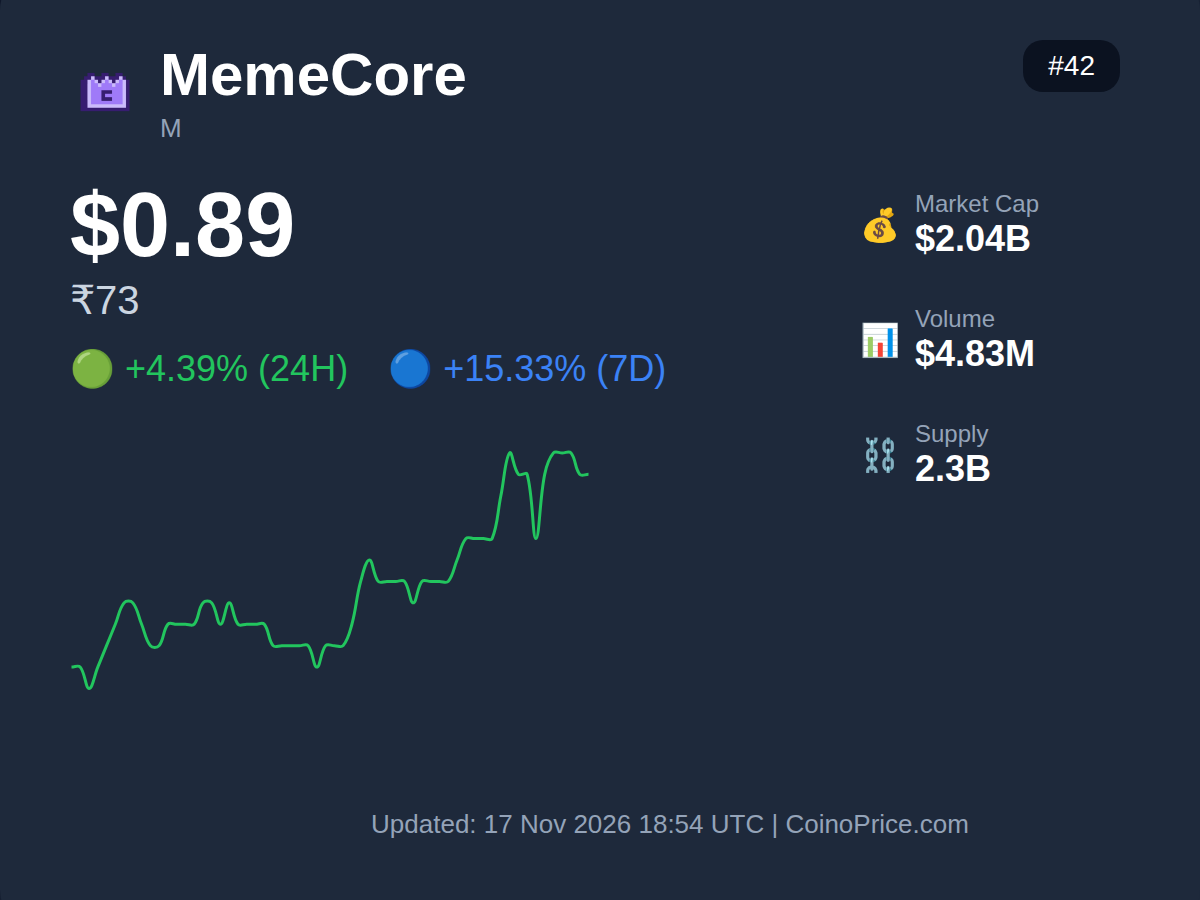 MemeCore
M
#42
$0.89
₹73
+4.39% (24H) +15.33% (7D)
Market Cap
$2.04B
Volume
$4.83M
Supply
2.3B
Updated: 17 Nov 2026 18:54 UTC | CoinoPrice.com